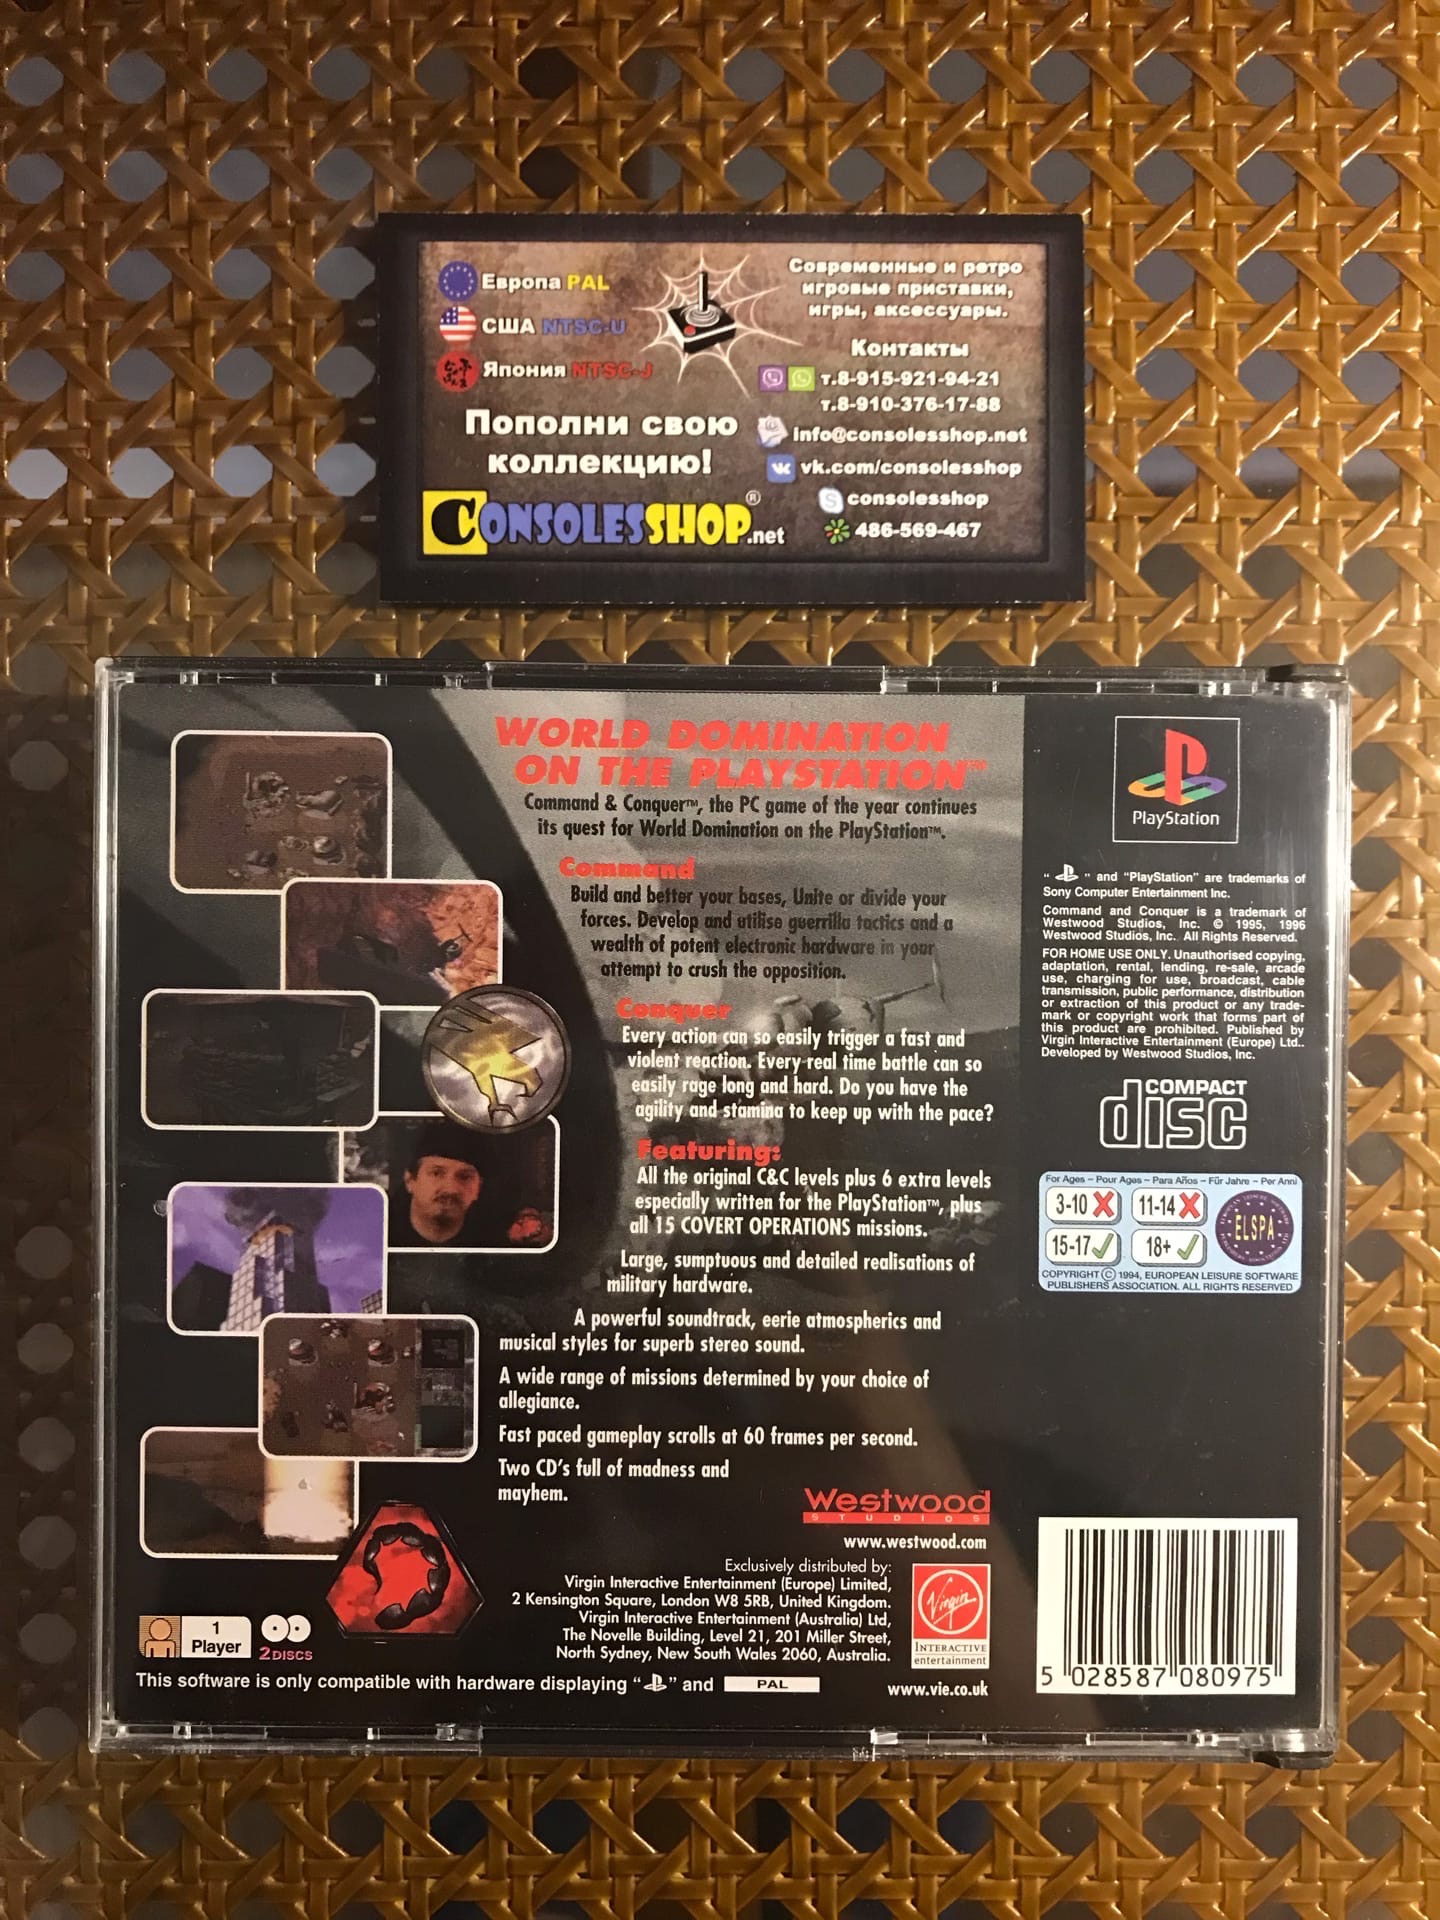 Европа PAL
США NTSC-U
Япония NTSC-J
Пополни свою
коллекцию!
CONSOLESSHOP.net
®
Современные и ретро
игровые приставки,
игры, аксессуары.
Контакты
т.8-915-921-94-21
т.8-910-376-17-88
info@consolesshop.net
vk.com/consolesshop
consolesshop
486-569-467
WORLD DOMINATION
ON THE PLAYSTATION™
Command & Conquer™, the PC game of the year continues
its quest for World Domination on the PlayStation™.
Command
Build and better your bases, Unite or divide your
forces. Develop and utilise guerrilla tactics and a
wealth of potent electronic hardware in your
attempt to crush the opposition.
Conquer
Every action can so easily trigger a fast and
violent reaction. Every real time battle can so
easily rage long and hard. Do you have the
agility and stamina to keep up with the pace?
Featuring:
All the original C&C levels plus 6 extra levels
especially written for the PlayStation™, plus
all 15 COVERT OPERATIONS missions.
Large, sumptuous and detailed realisations of
military hardware.
A powerful soundtrack, eerie atmospherics and
musical styles for superb stereo sound.
A wide range of missions determined by your choice of
allegiance.
Fast paced gameplay scrolls at 60 frames per second.
Two CD's full of madness and
mayhem.
Westwood
STUDIOS
www.westwood.com
Exclusively distributed by:
Virgin Interactive Entertainment (Europe) Limited,
2 Kensington Square, London W8 5RB, United Kingdom.
Virgin Interactive Entertainment (Australia) Ltd,
The Novelle Building, Level 21, 201 Miller Street,
North Sydney, New South Wales 2060, Australia.
Virgin
INTERACTIVE
entertainment
www.vie.co.uk
1
Player
2 DISCS
This software is only compatible with hardware displaying " " and PAL
PlayStation
" " and "PlayStation" are trademarks of
Sony Computer Entertainment Inc.
Command and Conquer is a trademark of
Westwood Studios, Inc. © 1995, 1996
Westwood Studios, Inc. All Rights Reserved.
FOR HOME USE ONLY. Unauthorised copying,
adaptation, rental, lending, re-sale, arcade
use, charging for use, broadcast, cable
transmission, public performance, distribution
or extraction of this product or any trade-
mark or copyright work that forms part of
this product are prohibited. Published by
Virgin Interactive Entertainment (Europe) Ltd..
Developed by Westwood Studios, Inc.
COMPACT
disc
For Ages – Pour Ages – Para Años – Für Jahre – Per Anni
3-10 11-14
15-17 18+
ELSPA
COPYRIGHT © 1994, EUROPEAN LEISURE SOFTWARE
PUBLISHERS ASSOCIATION. ALL RIGHTS RESERVED
5 028587 080975